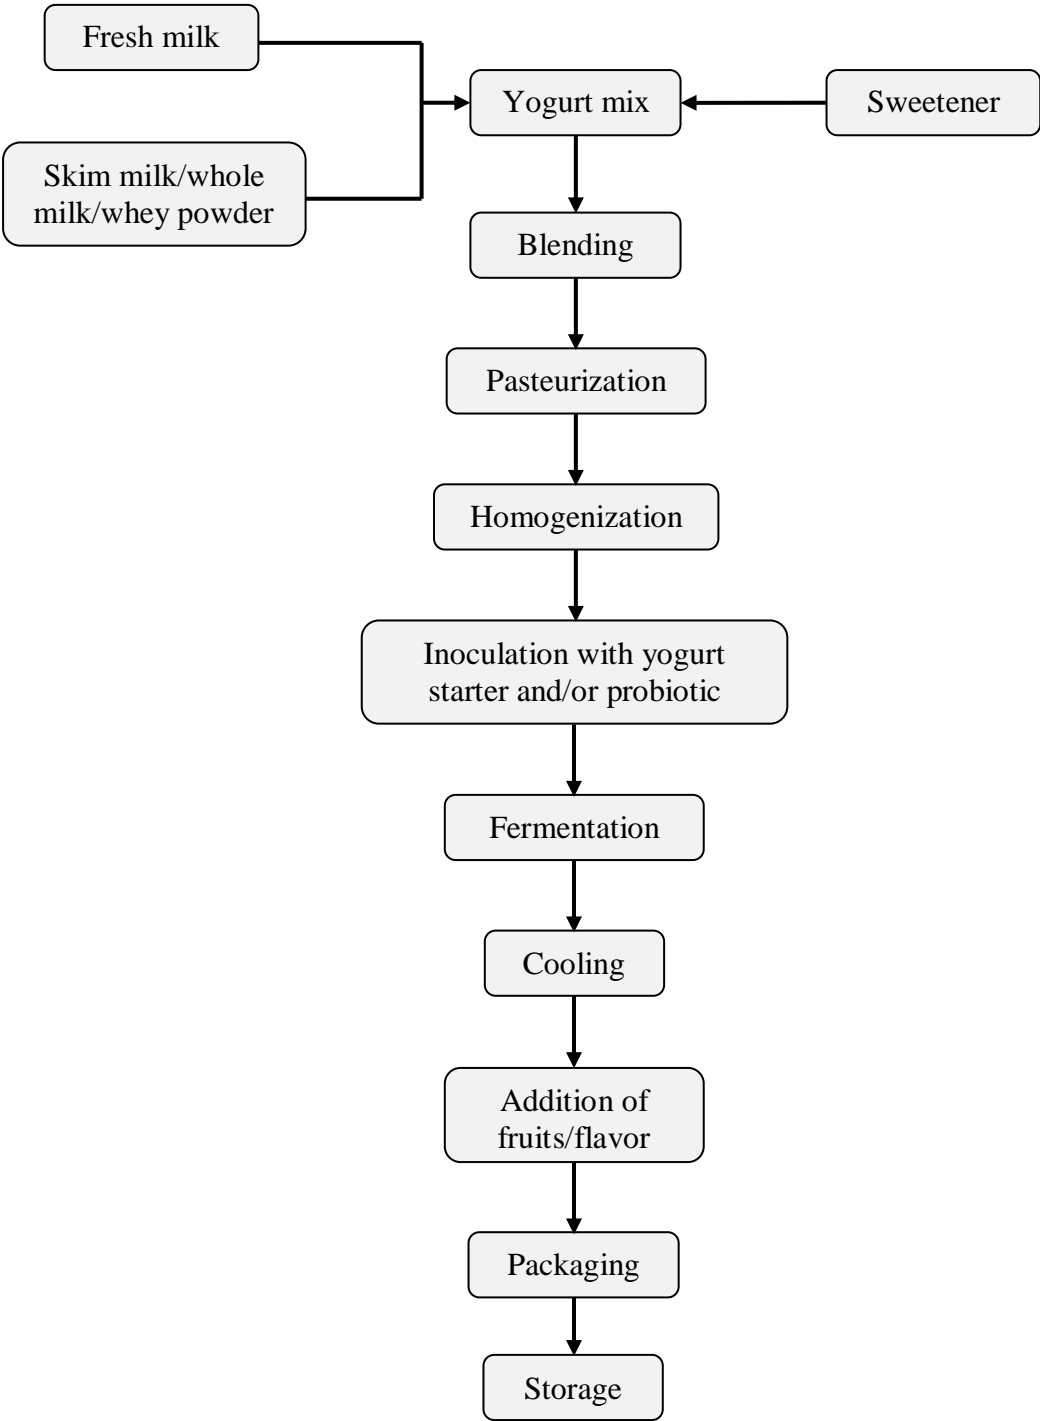 Fresh milk
Yogurt mix
Sweetener
Skim milk/whole
milk/whey powder
Blending
Pasteurization
Homogenization
Inoculation with yogurt
starter and/or probiotic
Fermentation
Cooling
Addition of
fruits/flavor
Packaging
Storage